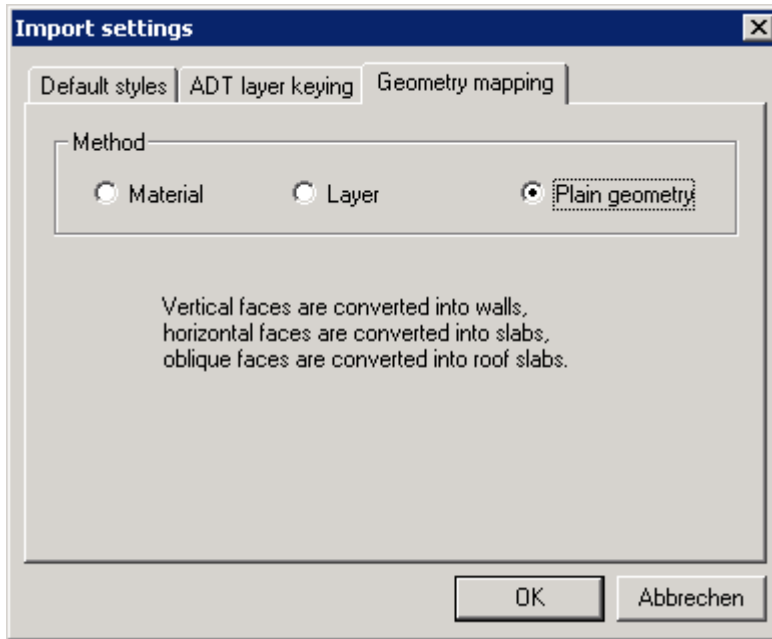 Import settings
Default styles
ADT layer keying
Geometry mapping
Method
Material
Layer
Plain geometry
Vertical faces are converted into walls,
horizontal faces are converted into slabs,
oblique faces are converted into roof slabs.
OK
Abbrechen